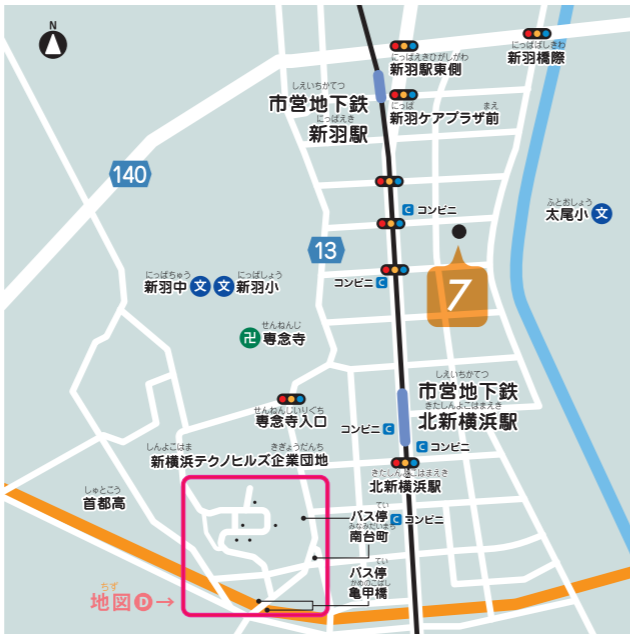 N
にっぱえきひがしがわ
新羽駅東側
にっぱばしきわ
新羽橋際
しえいちかてつ
市営地下鉄
にっぱえき
新羽駅
にっぱ まえ
新羽ケアプラザ前
140
C コンビニ
ふとおしょう
太尾小 文
13
にっぱちゅう にっぱしょう
新羽中 文 文 新羽小
コンビニ C
7
せんねんじ
卍 専念寺
しえいちかてつ
市営地下鉄
きたしんよこはまえき
北新横浜駅
せんねんじいりぐち
専念寺入口
コンビニ C
C コンビニ
しんよこはま きぎょうだんち
新横浜テクノヒルズ企業団地
きたしんよこはまえき
北新横浜駅
しゅとこう
首都高
てい
バス停
C コンビニ
みなみだいまち
南台町
てい
バス停
かめのこばし
亀甲橋
ちず
地図D→